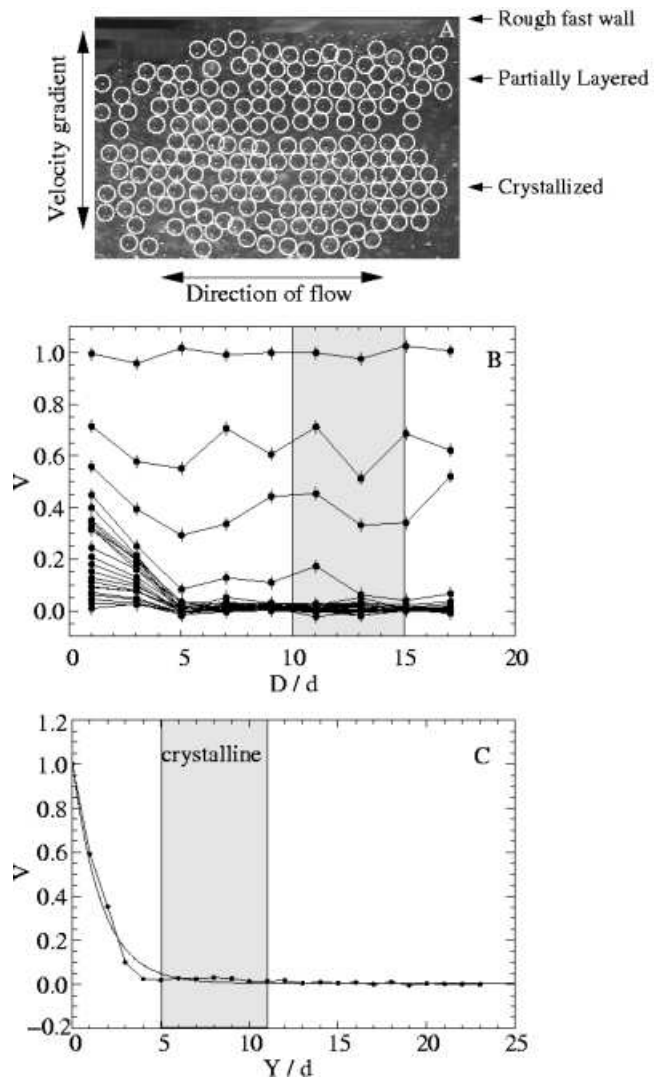 A
Rough fast wall
Partially Layered
Crystallized
Velocity gradient
Direction of flow
B
1.0
0.8
0.6
0.4
0.2
0.0
V
0 5 10 15 20
D / d
1.2
1.0
0.8
0.6
0.4
0.2
0.0
−0.2
V
crystalline
C
0 5 10 15 20 25
Y / d